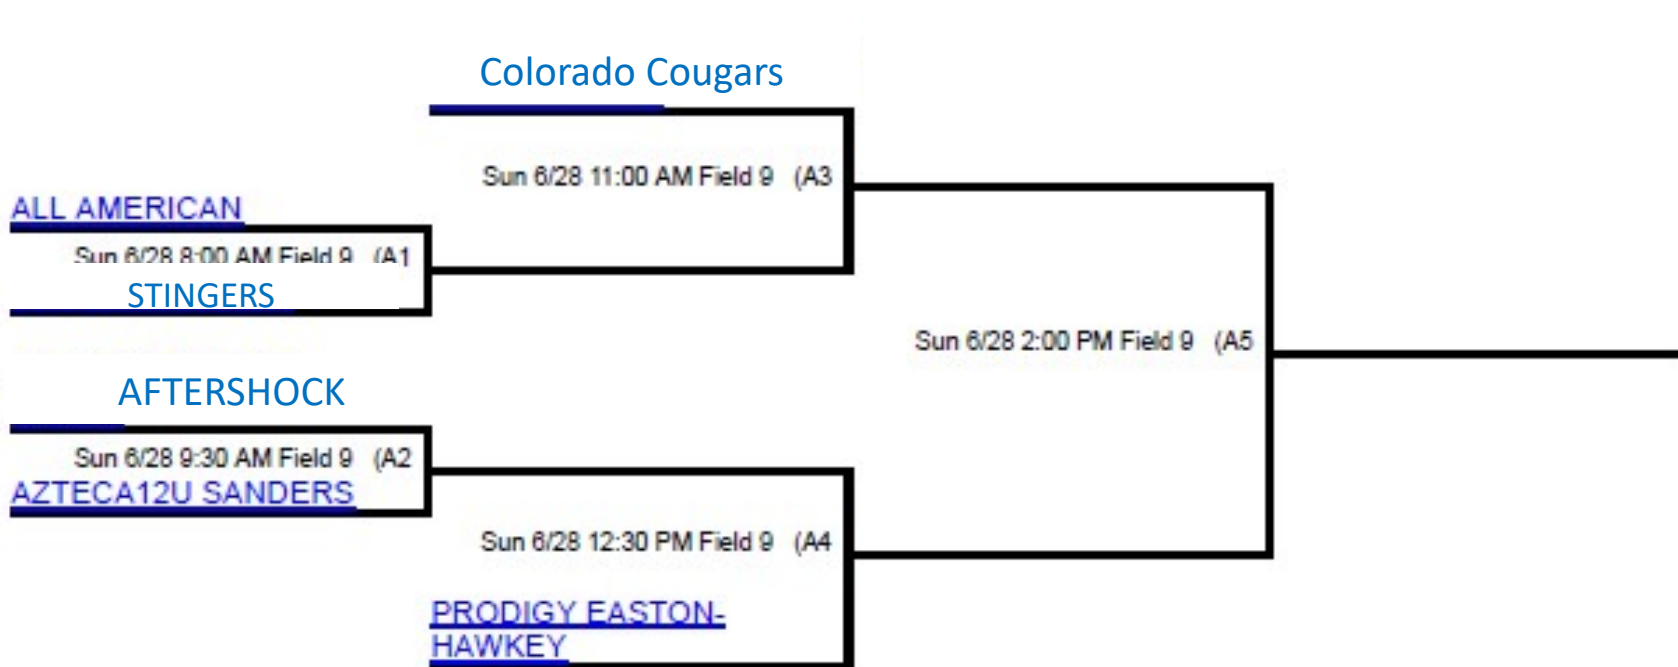 Colorado Cougars
Sun 6/28 11:00 AM Field 9 (A3
ALL AMERICAN
Sun 6/28 8:00 AM Field 9 (A1
STINGERS
Sun 6/28 2:00 PM Field 9 (A5
AFTERSHOCK
Sun 6/28 9:30 AM Field 9 (A2
AZTECA12U SANDERS
Sun 6/28 12:30 PM Field 9 (A4
PRODIGY EASTON-
HAWKEY